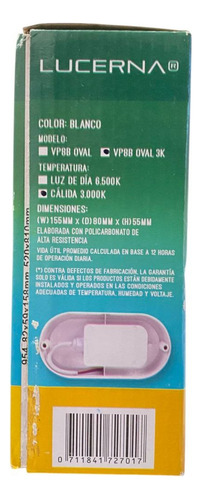 LUCERNA®
COLOR: BLANCO
MODELO:
VP8B OVAL VP8B OVAL 3K
TEMPERATURA:
LUZ DE DÍA 6.500K
CÁLIDA 3.000K
DIMENSIONES:
(W)155MM x (D)80MM x (H)55MM
ELABORADA CON POLICARBONATO DE
ALTA RESISTENCIA
VIDA ÚTIL PROMEDIO CALCULADA EN BASE A 12 HORAS
DE OPERACIÓN DIARIA.
(*) CONTRA DEFECTOS DE FABRICACIÓN. LA GARANTÍA
SOLO ES VÁLIDA SI LOS PRODUCTOS ESTÁN DEBIDAMENTE
INSTALADOS Y OPERADOS EN LAS CONDICIONES
ADECUADAS DE TEMPERATURA, HUMEDAD Y VOLTAJE.
0 711841 727017